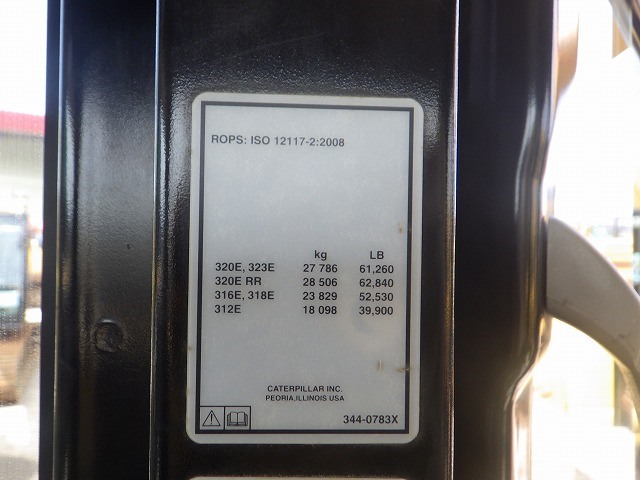 ROPS: ISO 12117-2:2008
kg LB
320E, 323E 27 786 61,260
320E RR 28 506 62,840
316E, 318E 23 829 52,530
312E 18 098 39,900
CATERPILLAR INC.
PEORIA,ILLINOIS USA
344-0783X